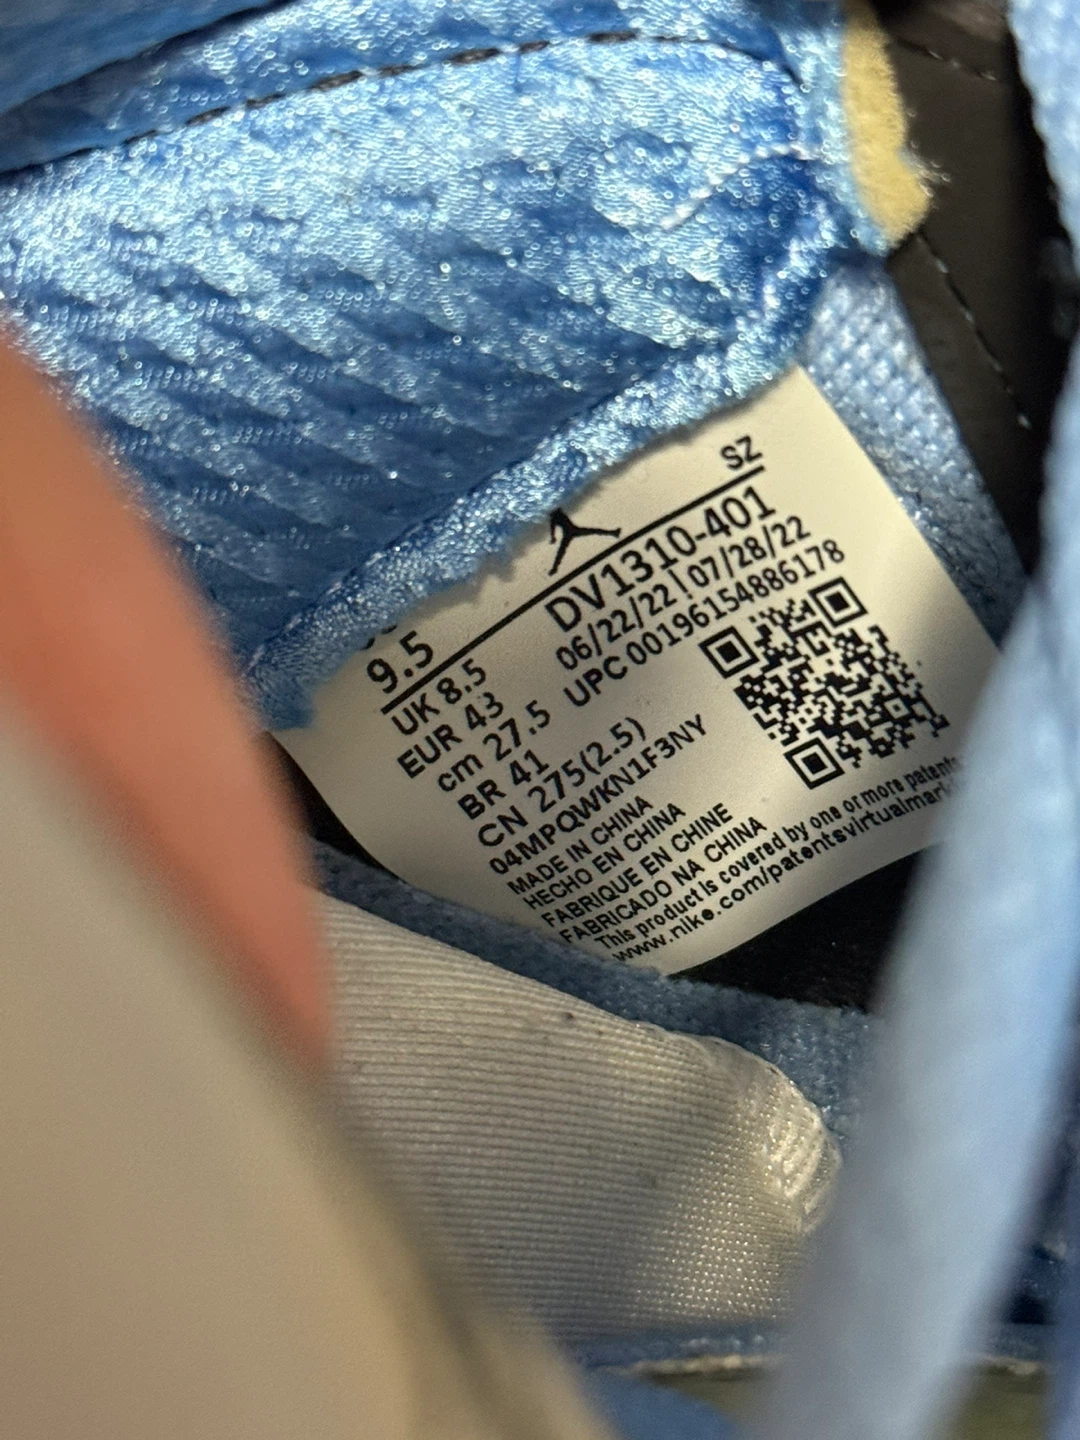 SZ
9.5
DV1310-401
UK 8.5
06/22/22 | 07/28/22
EUR 43
UPC 00196154886178
cm 27.5
BR 41
CN 275(2.5)
04MPQWKN1F3NY
MADE IN CHINA
HECHO EN CHINA
FABRIQUE EN CHINE
FABRICADO NA CHINA
This product is covered by one or more patents
www.nike.com/patentsvirtualmark